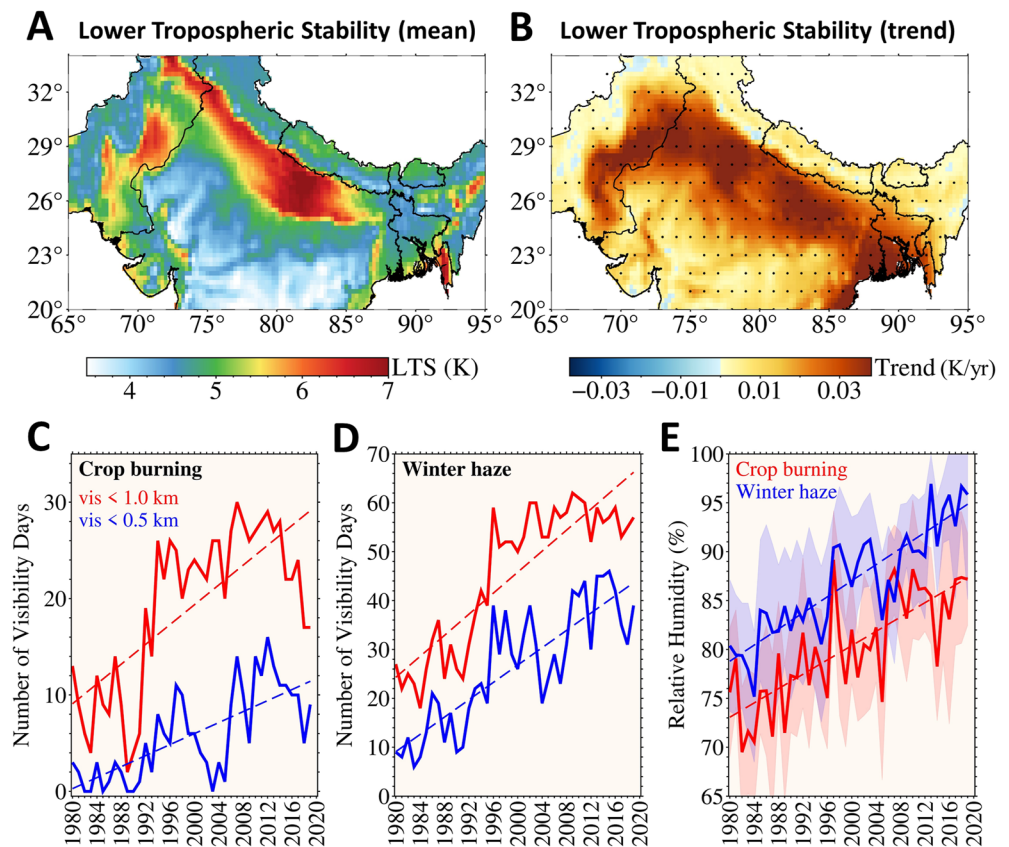 A Lower Tropospheric Stability (mean)
B Lower Tropospheric Stability (trend)
32°
29°
26°
23°
20°
65° 70° 75° 80° 85° 90° 95°
32°
29°
26°
23°
20°
65° 70° 75° 80° 85° 90° 95°
4 5 6 7 LTS (K)
−0.03 −0.01 0.01 0.03 Trend (K/yr)
C
Crop burning
vis < 1.0 km
vis < 0.5 km
Number of Visibility Days
30
20
10
0
1980 1984 1988 1992 1996 2000 2004 2008 2012 2016 2020
D
Winter haze
Number of Visibility Days
70
60
50
40
30
20
10
0
1980 1984 1988 1992 1996 2000 2004 2008 2012 2016 2020
E
Crop burning
Winter haze
Relative Humidity (%)
100
95
90
85
80
75
70
65
1980 1984 1988 1992 1996 2000 2004 2008 2012 2016 2020